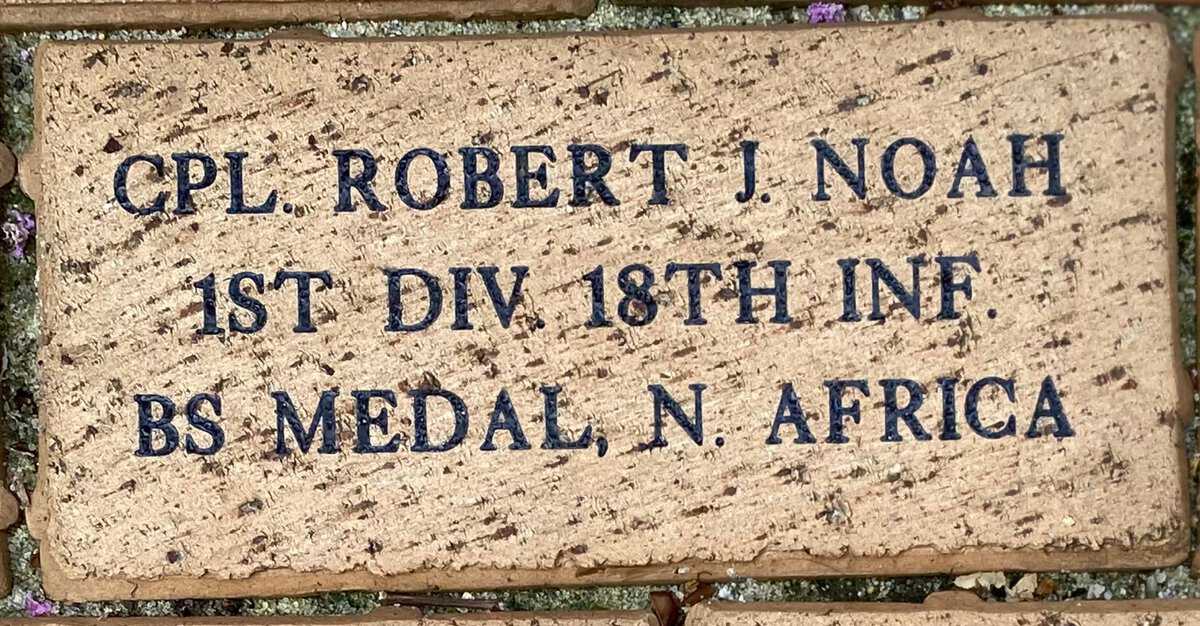 CPL. ROBERT J. NOAH
1ST DIV. 18TH INF.
BS MEDAL, N. AFRICA